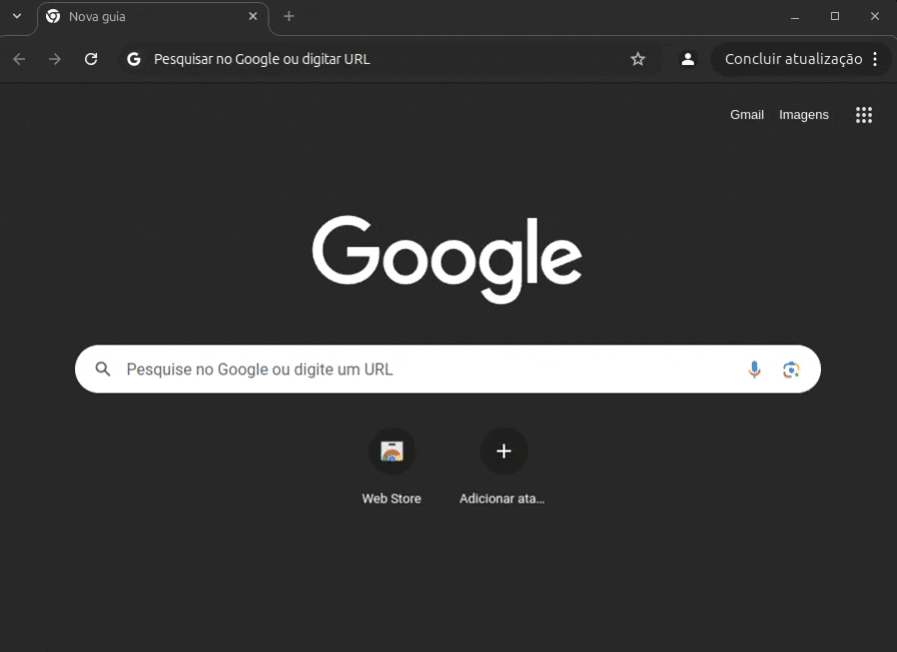 Nova guia
Pesquisar no Google ou digitar URL
Concluir atualização
Gmail Imagens
Google
Pesquise no Google ou digite um URL
Web Store
Adicionar ata...